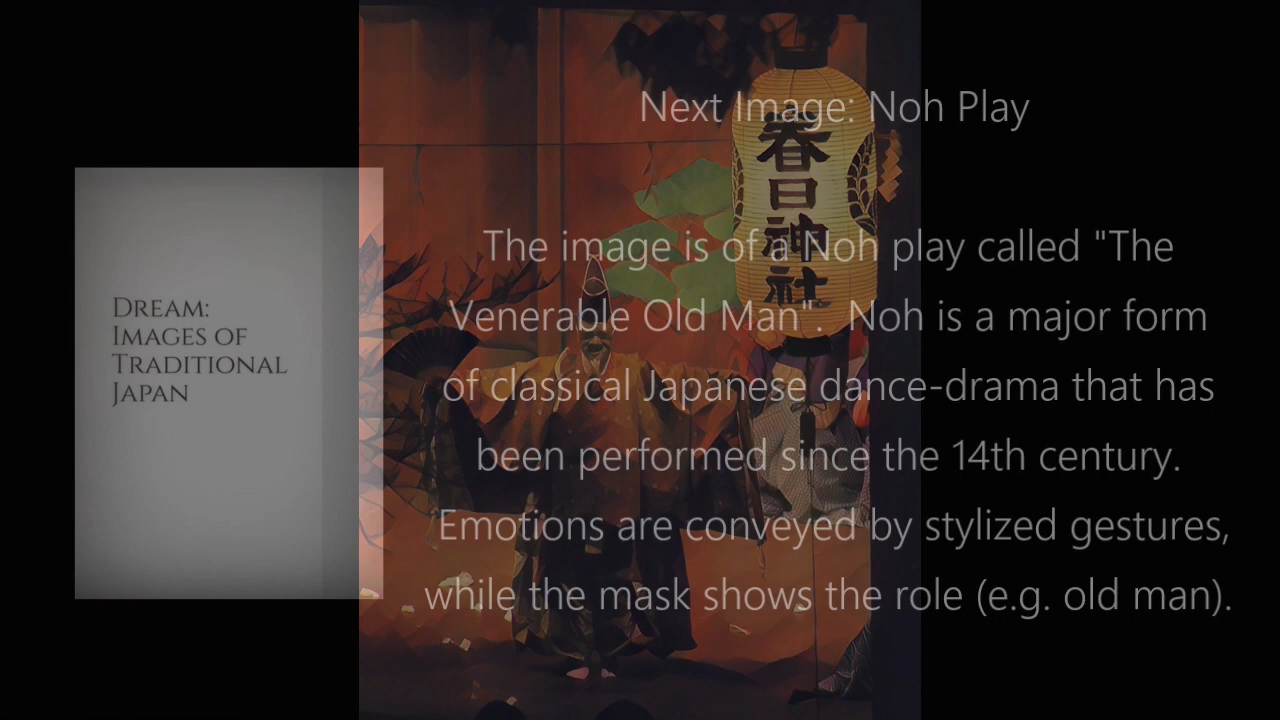 Dream:
Images of
Traditional
Japan
Next Image: Noh Play
The image is of a Noh play called "The
Venerable Old Man".  Noh is a major form
of classical Japanese dance-drama that has
been performed since the 14th century.
Emotions are conveyed by stylized gestures,
while the mask shows the role (e.g. old man).
春日神社